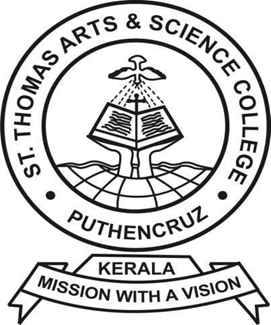 ST. THOMAS ARTS & SCIENCE COLLEGE
PUTHENCRUZ
KERALA
MISSION WITH A VISION